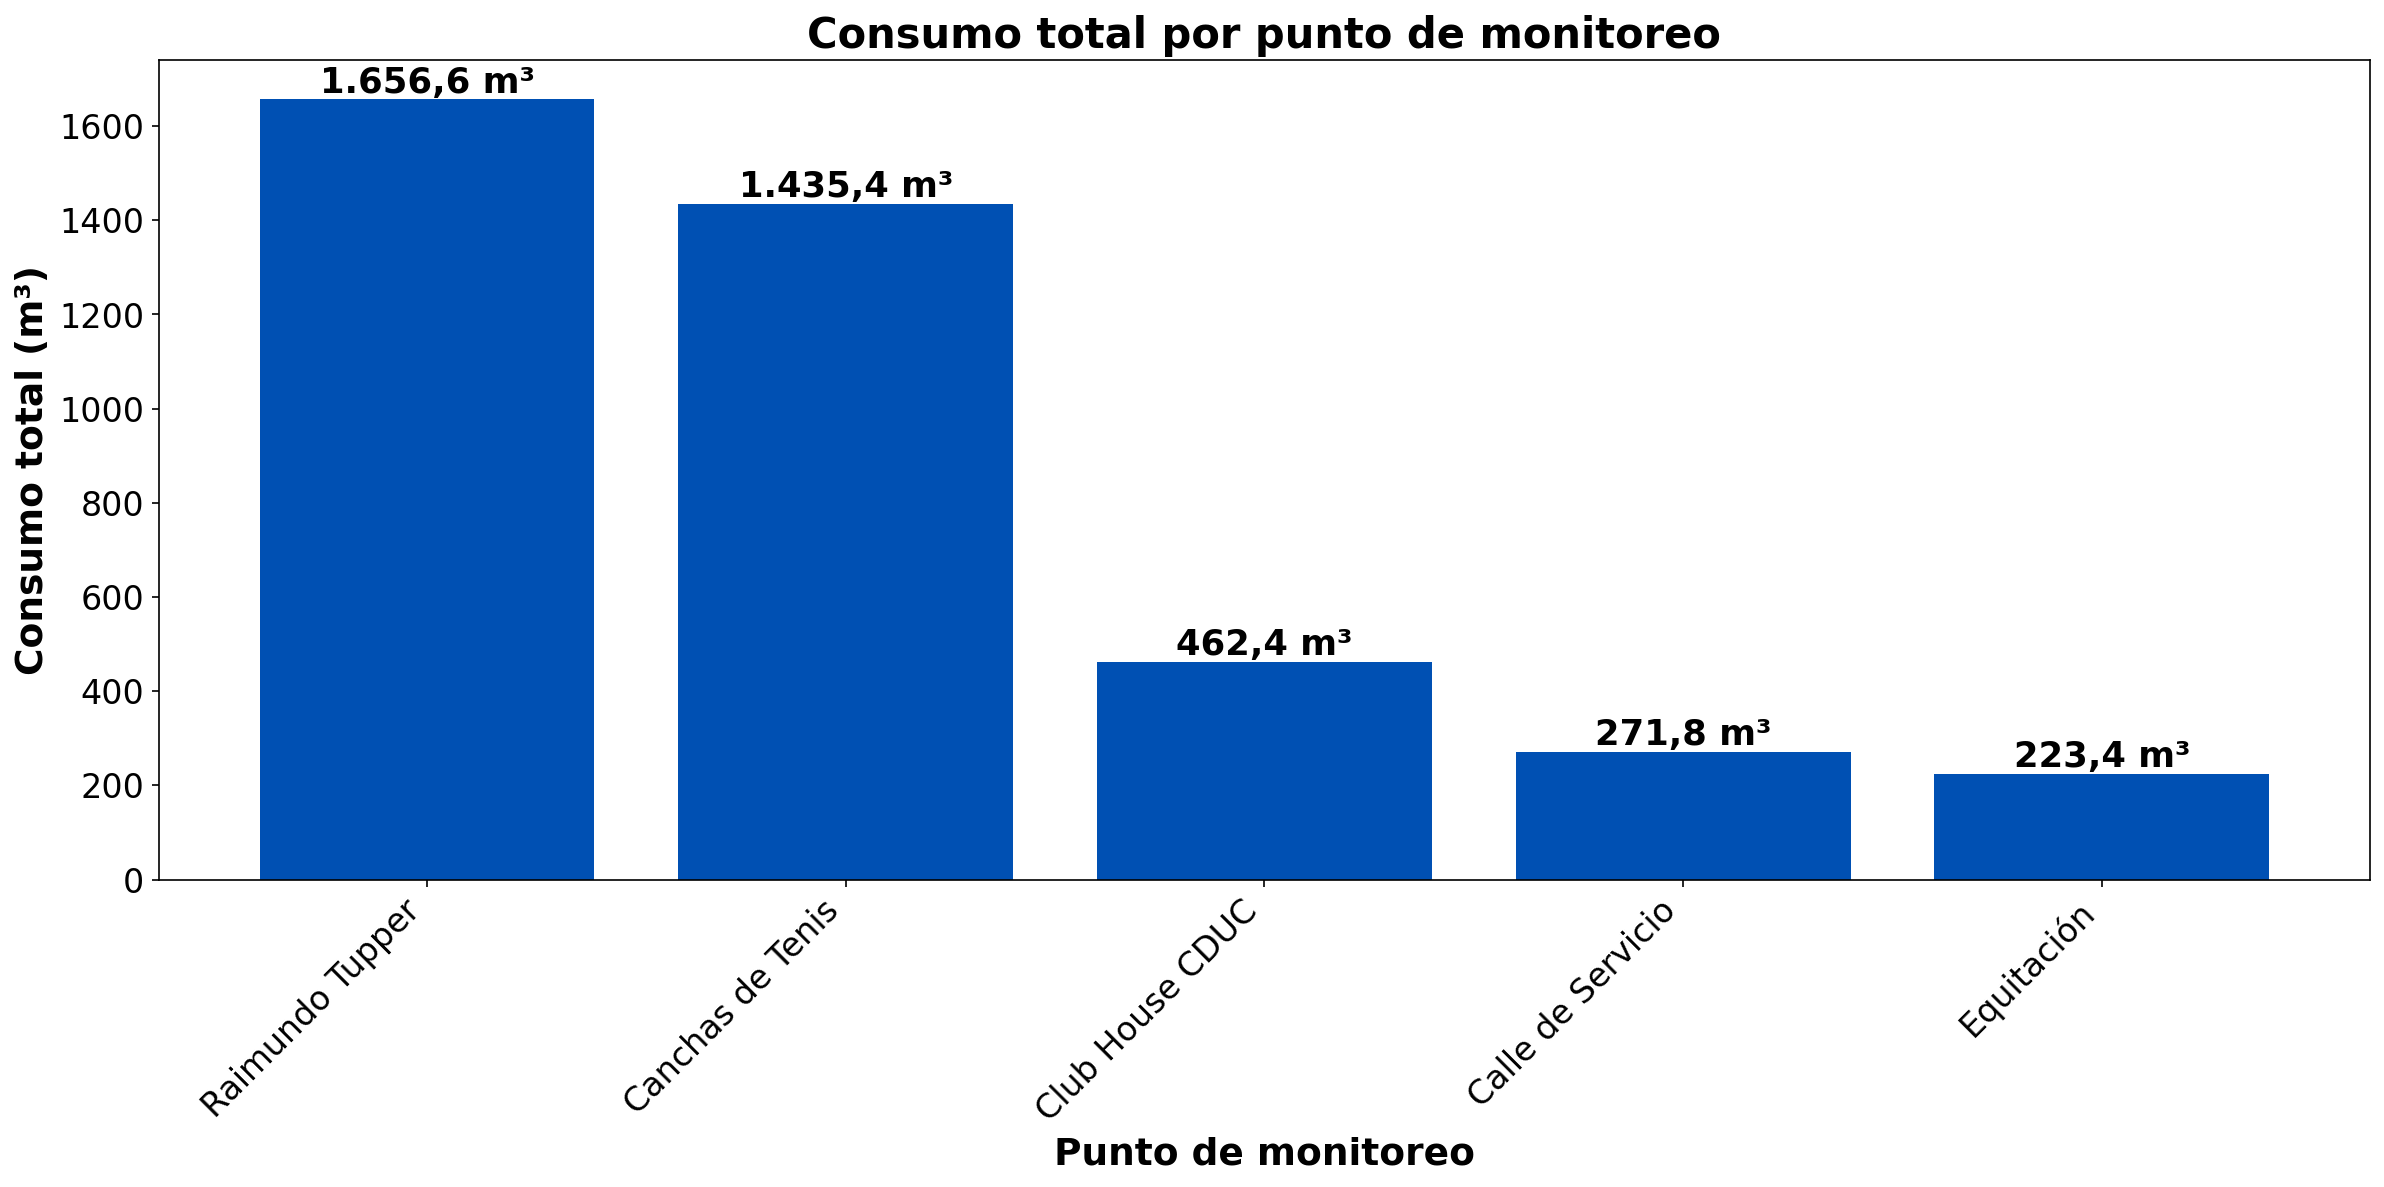 Consumo total por punto de monitoreo
Consumo total (m³)
1600
1400
1200
1000
800
600
400
200
0
1.656,6 m³
1.435,4 m³
462,4 m³
271,8 m³
223,4 m³
Raimundo Tupper
Canchas de Tenis
Club House CDUC
Calle de Servicio
Equitación
Punto de monitoreo